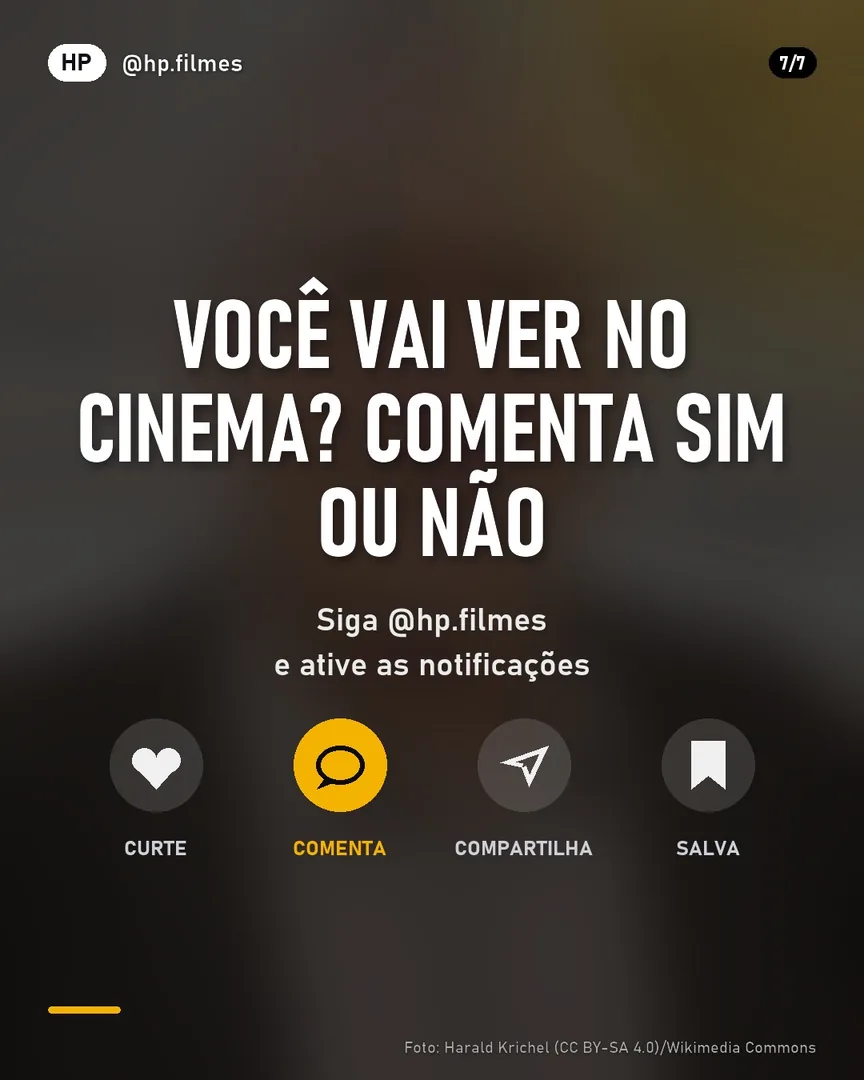 HP @hp.filmes 7/7
VOCÊ VAI VER NO
CINEMA? COMENTA SIM
OU NÃO
Siga @hp.filmes
e ative as notificações
CURTE COMENTA COMPARTILHA SALVA
Foto: Harald Krichel (CC BY-SA 4.0)/Wikimedia Commons